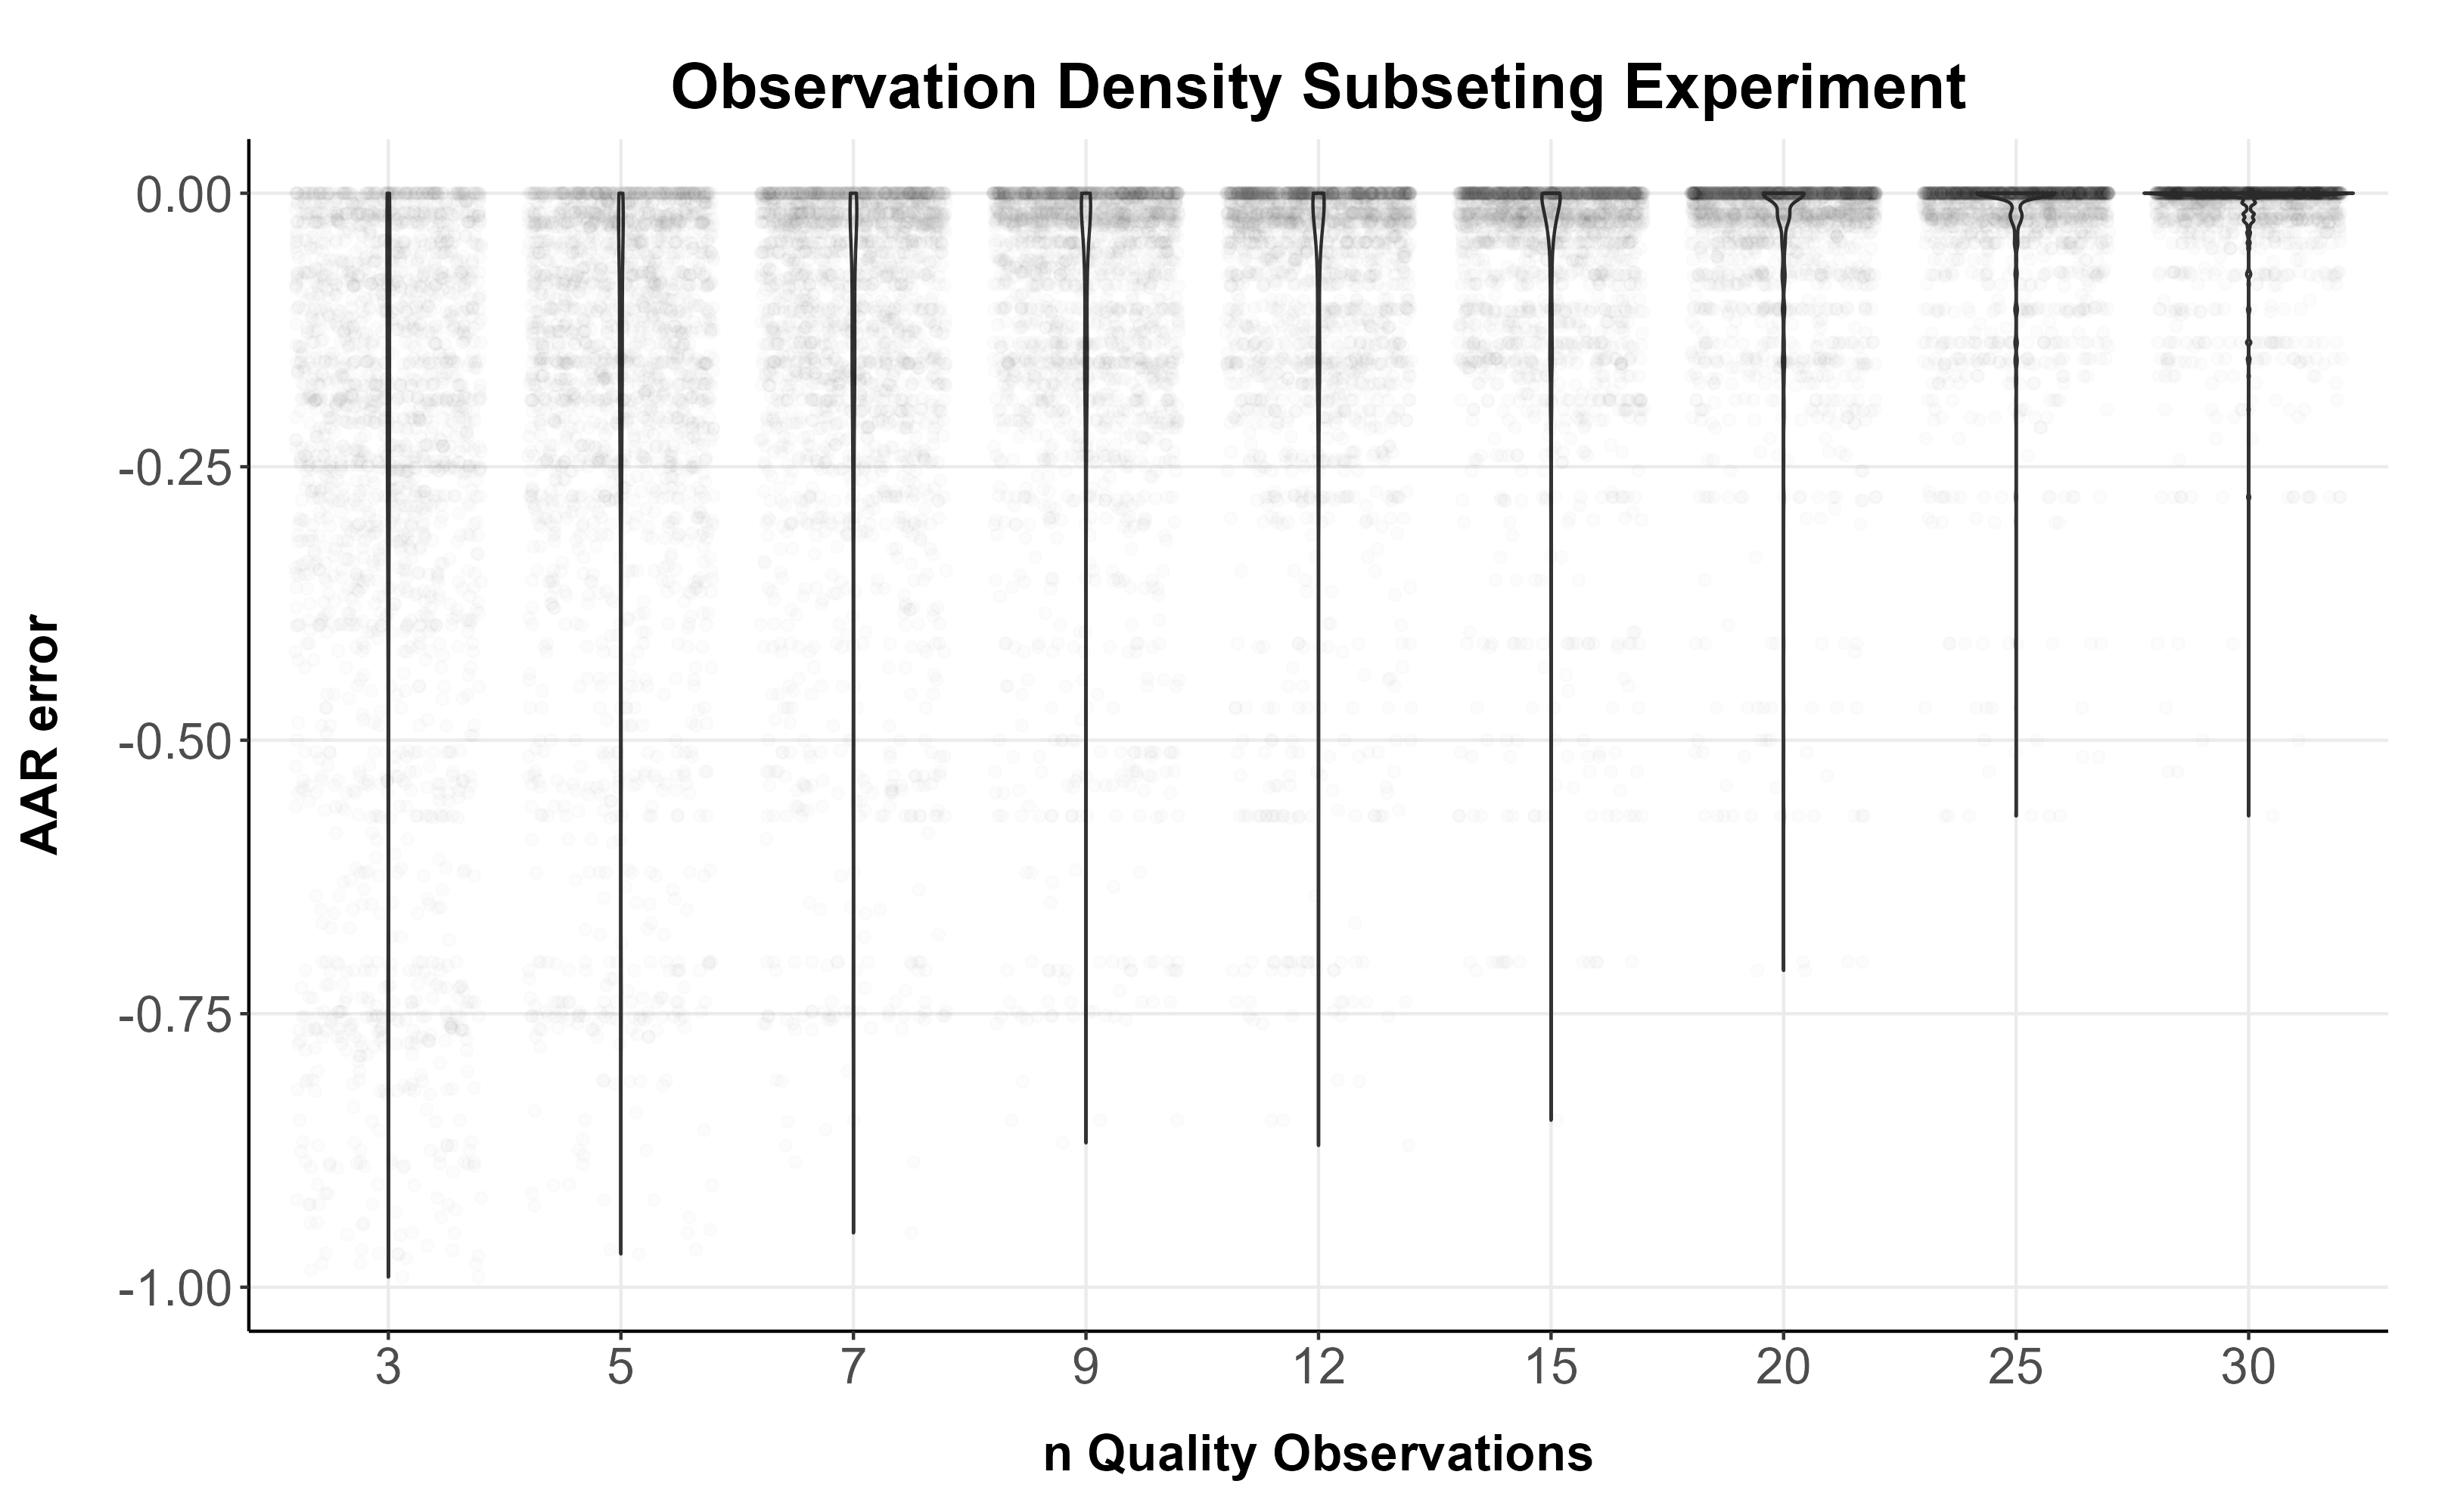 Observation Density Subseting Experiment
AAR error
0.00
-0.25
-0.50
-0.75
-1.00
3 5 7 9 12 15 20 25 30
n Quality Observations